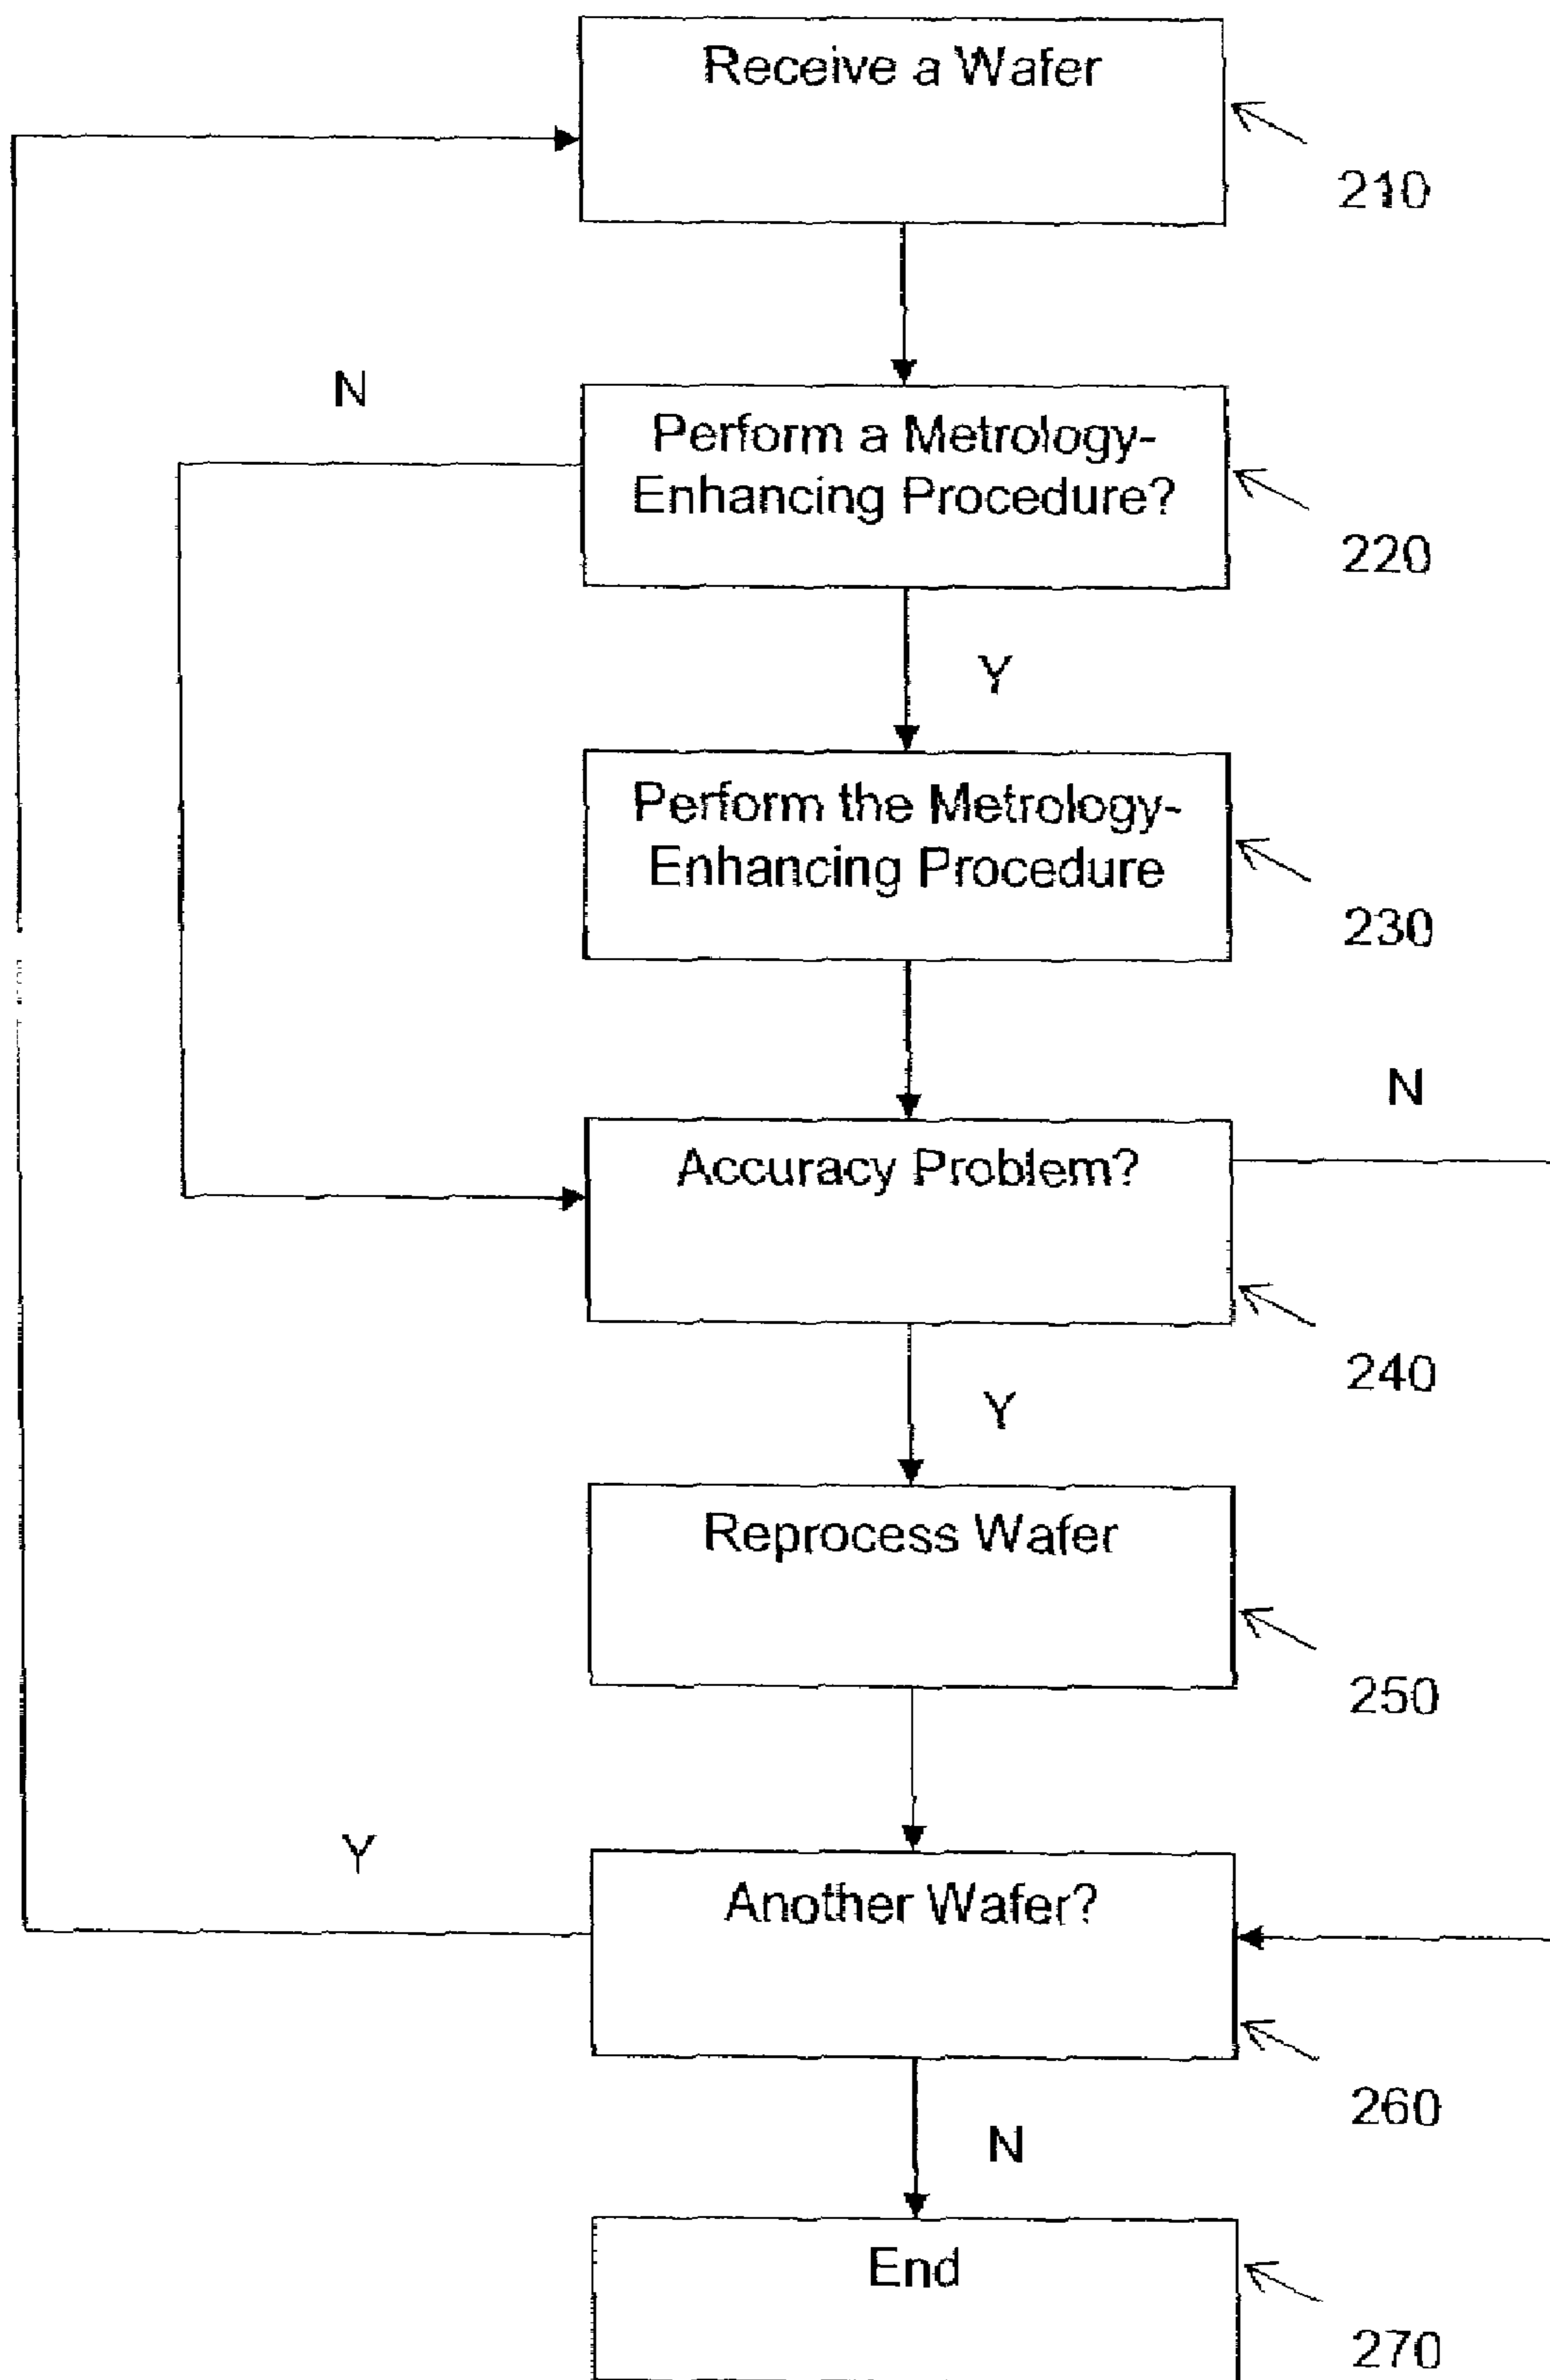 Receive a Wafer
210
N
Perform a Metrology-
Enhancing Procedure?
220
Y
Perform the Metrology-
Enhancing Procedure
230
N
Accuracy Problem?
240
Y
Reprocess Wafer
250
Y
Another Wafer?
260
N
End
270